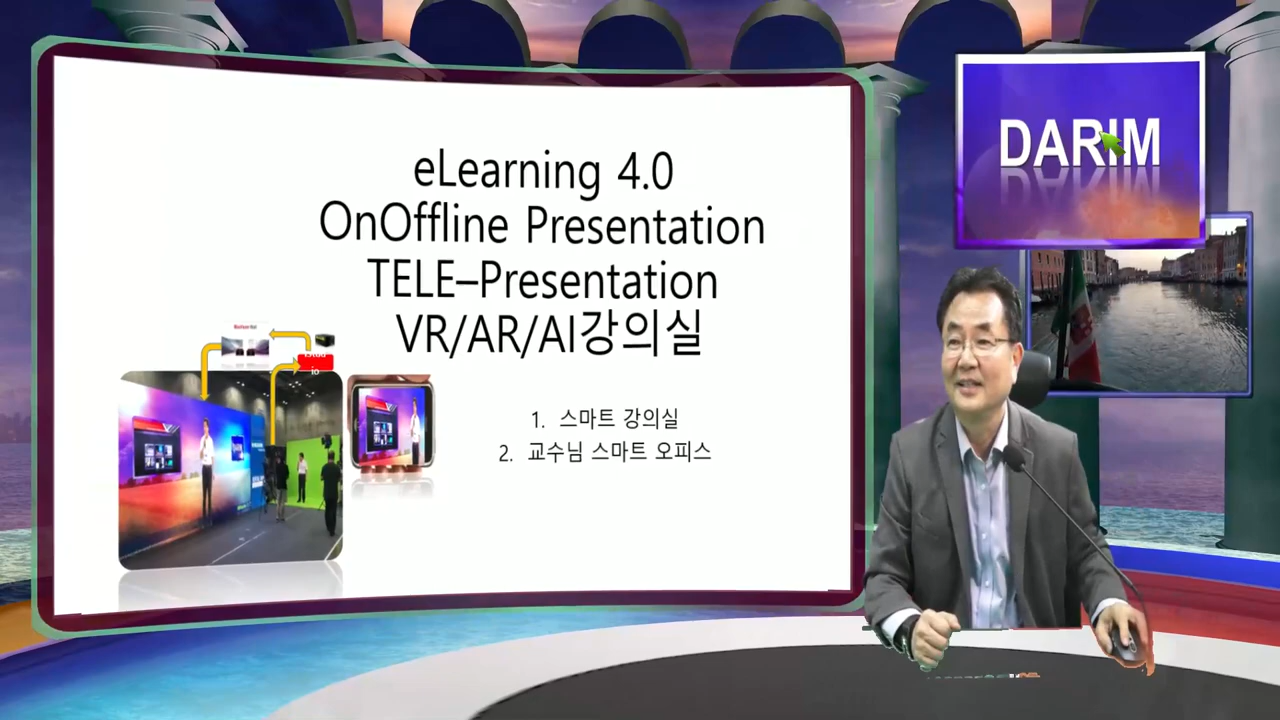 eLearning 4.0
OnOffline Presentation
TELE–Presentation
VR/AR/AI강의실
1. 스마트 강의실
2. 교수님 스마트 오피스
DARIM